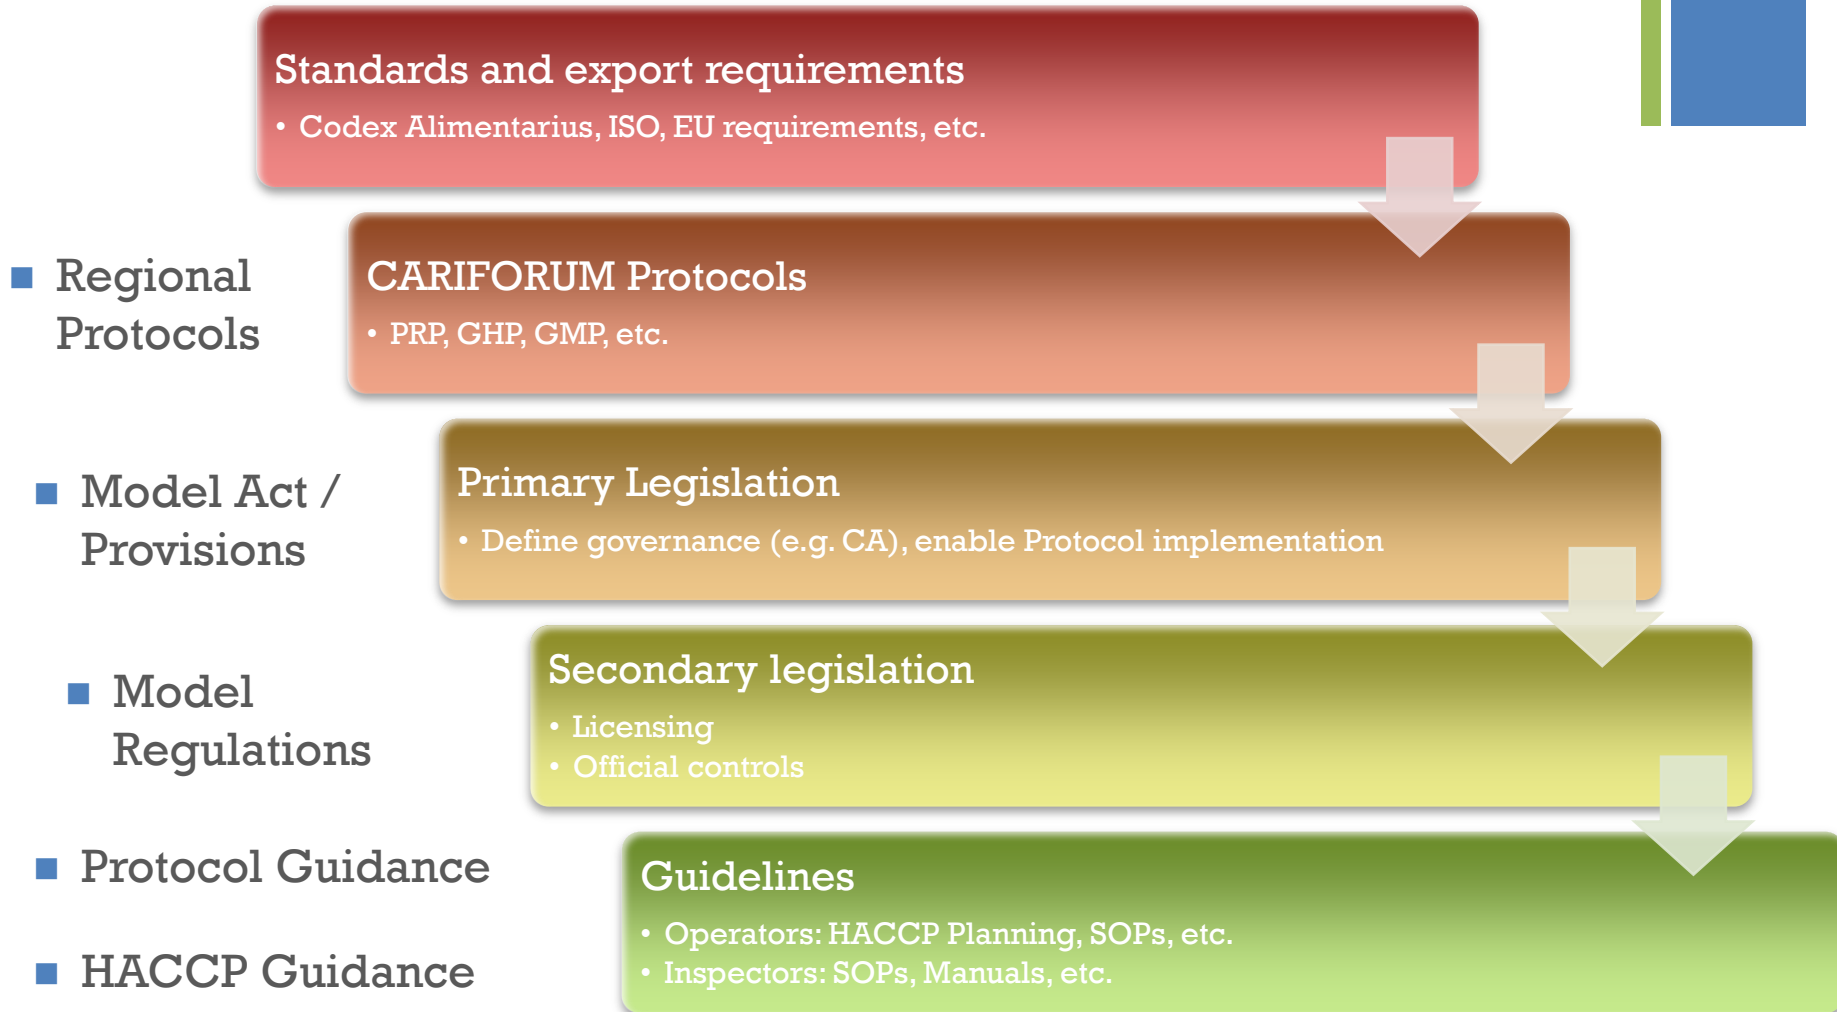 Standards and export requirements
• Codex Alimentarius, ISO, EU requirements, etc.
■ Regional
Protocols
CARIFORUM Protocols
• PRP, GHP, GMP, etc.
■ Model Act /
Provisions
Primary Legislation
• Define governance (e.g. CA), enable Protocol implementation
■ Model
Regulations
Secondary legislation
• Licensing
• Official controls
■ Protocol Guidance
■ HACCP Guidance
Guidelines
• Operators: HACCP Planning, SOPs, etc.
• Inspectors: SOPs, Manuals, etc.